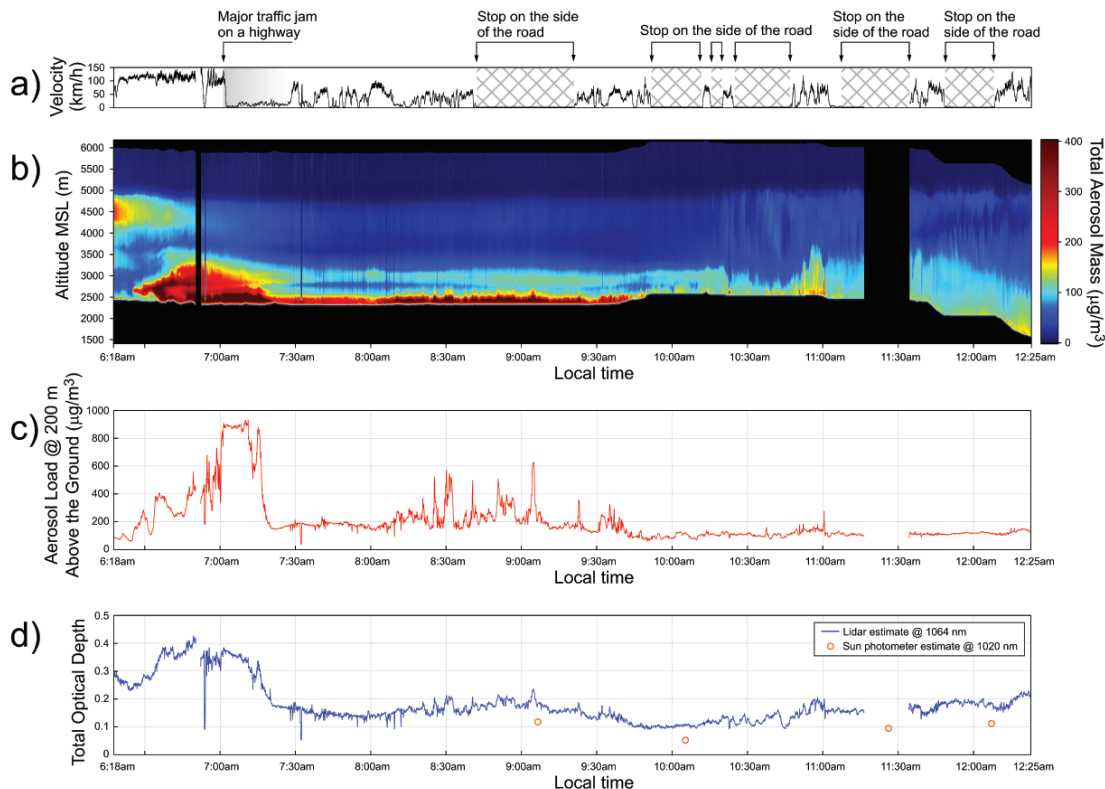 Major traffic jam
on a highway
Stop on the side
of the road
Stop on the side of the road
Stop on the
side of the road
Stop on the
side of the road
a)
Velocity
(km/h)
150
100
50
0
b)
Altitude MSL (m)
6000
5500
5000
4500
4000
3500
3000
2500
2000
1500
6:18am
7:00am
7:30am
8:00am
8:30am
9:00am
9:30am
10:00am
10:30am
11:00am
11:30am
12:00am
12:25am
Local time
400
300
200
100
0
Total Aerosol Mass (µg/m³)
c)
Aerosol Load @ 200 m
Above the Ground (µg/m3)
1000
800
600
400
200
0
6:18am
7:00am
7:30am
8:00am
8:30am
9:00am
9:30am
10:00am
10:30am
11:00am
11:30am
12:00am
12:25am
Local time
d)
Total Optical Depth
0.5
0.4
0.3
0.2
0.1
0
Lidar estimate @ 1064 nm
Sun photometer estimate @ 1020 nm
6:18am
7:00am
7:30am
8:00am
8:30am
9:00am
9:30am
10:00am
10:30am
11:00am
11:30am
12:00am
12:25am
Local time